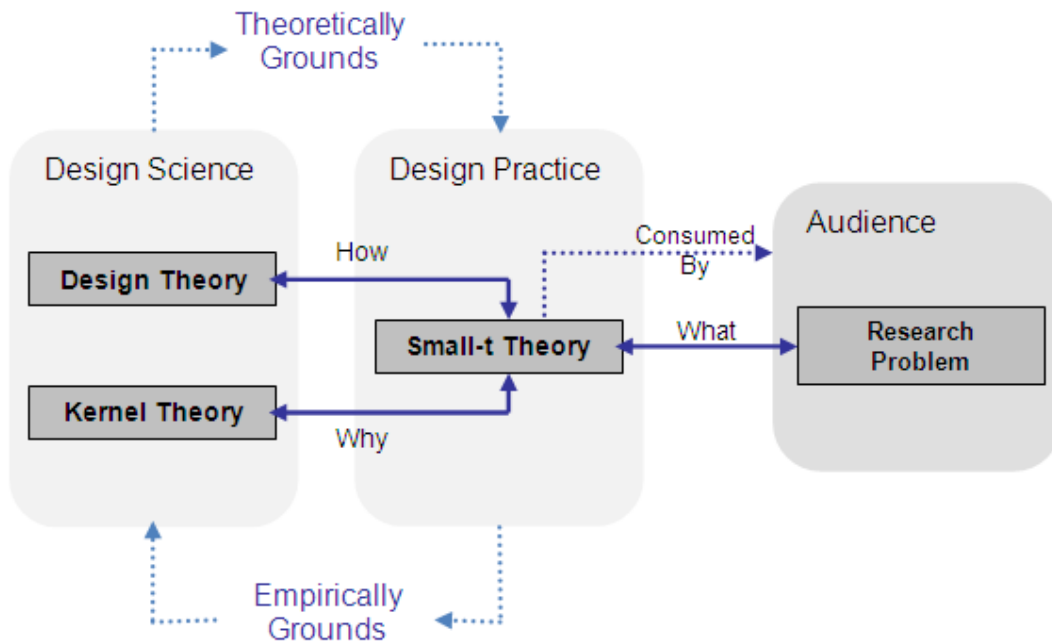 Theoretically
Grounds
Design Science
Design Practice
Audience
Consumed
By
How
Design Theory
Small-t Theory
What
Research
Problem
Kernel Theory
Why
Empirically
Grounds